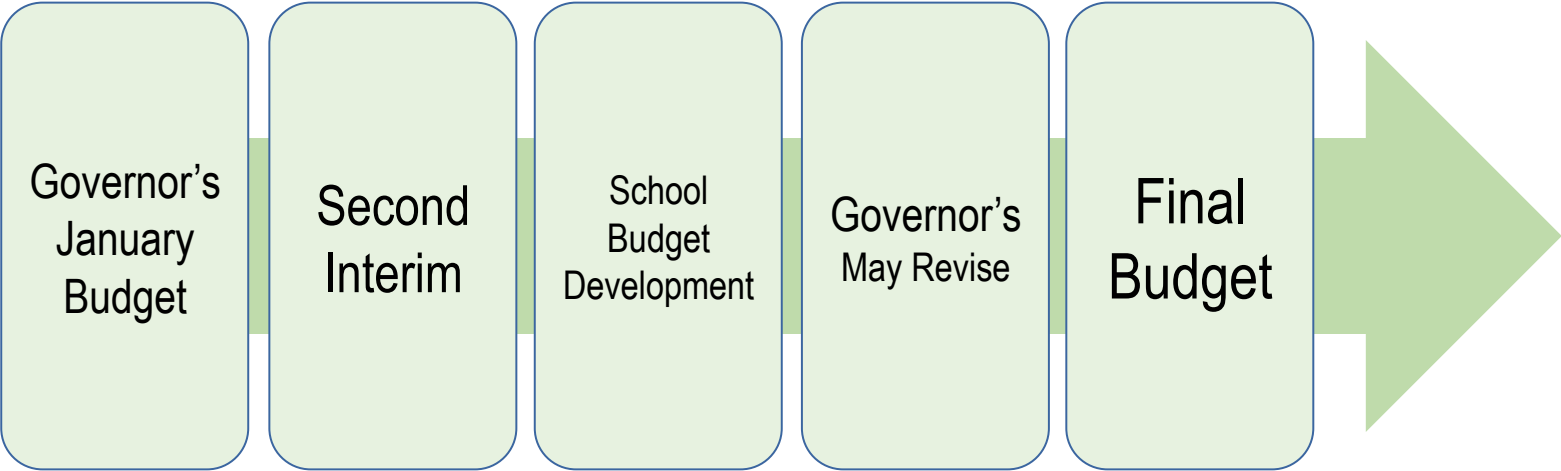 Governor’s
January
Budget
Second
Interim
School
Budget
Development
Governor’s
May Revise
Final
Budget